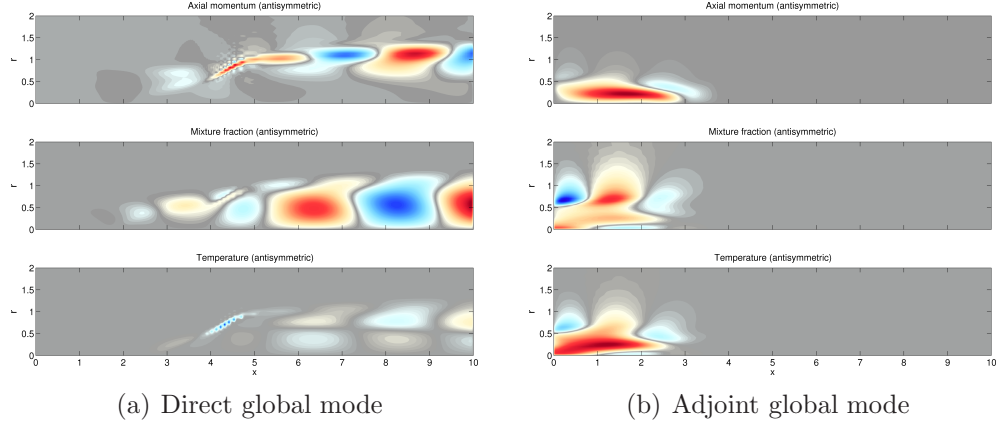 Axial momentum (antisymmetric)
2
1.5
1
0.5
0
r
0 1 2 3 4 5 6 7 8 9 10
Mixture fraction (antisymmetric)
2
1.5
1
0.5
0
r
0 1 2 3 4 5 6 7 8 9 10
Temperature (antisymmetric)
2
1.5
1
0.5
0
r
0 1 2 3 4 5 6 7 8 9 10
x
(a) Direct global mode
Axial momentum (antisymmetric)
2
1.5
1
0.5
0
r
0 1 2 3 4 5 6 7 8 9 10
Mixture fraction (antisymmetric)
2
1.5
1
0.5
0
r
0 1 2 3 4 5 6 7 8 9 10
Temperature (antisymmetric)
2
1.5
1
0.5
0
r
0 1 2 3 4 5 6 7 8 9 10
x
(b) Adjoint global mode